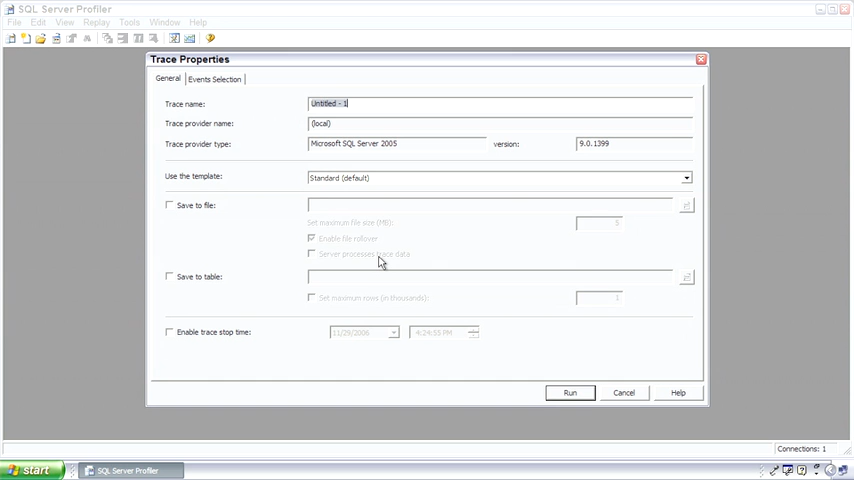 SQL Server Profiler
File Edit View Replay Tools Window Help
Trace Properties
General Events Selection
Trace name: Untitled - 1
Trace provider name: (local)
Trace provider type: Microsoft SQL Server 2005 version: 9.0.1399
Use the template: Standard (default)
Save to file:
Set maximum file size (MB): 5
Enable file rollover
Server processes trace data
Save to table:
Set maximum rows (in thousands): 1
Enable trace stop time: 11/29/2006 4:24:55 PM
Run Cancel Help
Connections: 1
start SQL Server Profiler